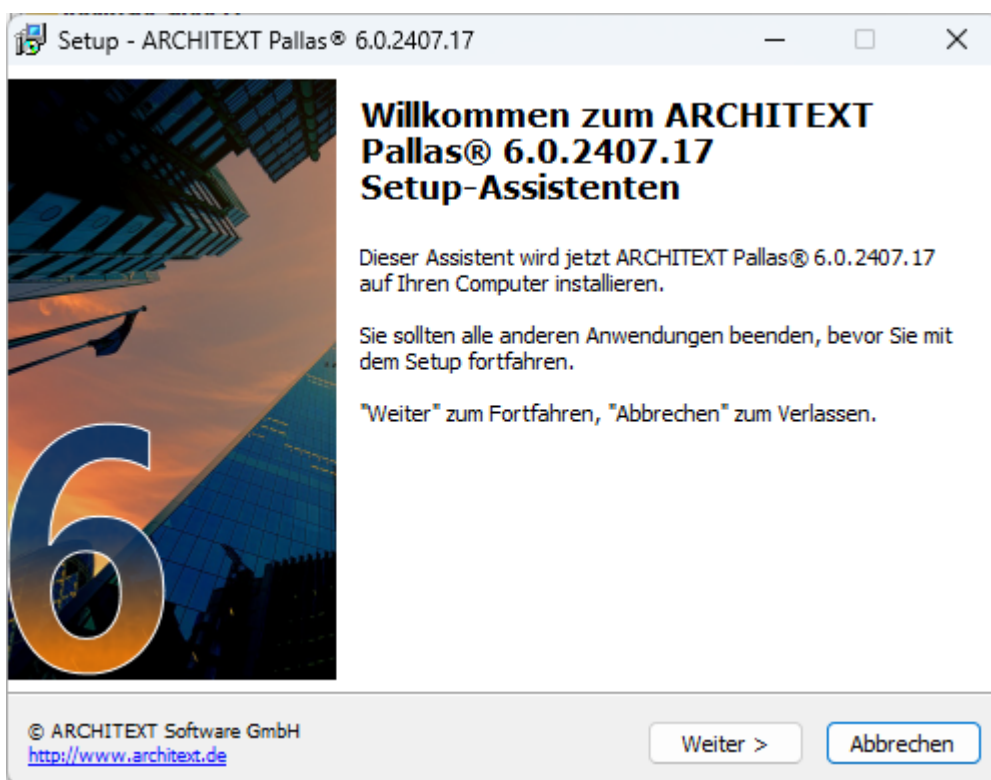 Setup - ARCHITEXT Pallas® 6.0.2407.17
Willkommen zum ARCHITEXT
Pallas® 6.0.2407.17
Setup-Assistenten
Dieser Assistent wird jetzt ARCHITEXT Pallas® 6.0.2407.17
auf Ihren Computer installieren.
Sie sollten alle anderen Anwendungen beenden, bevor Sie mit
dem Setup fortfahren.
"Weiter" zum Fortfahren, "Abbrechen" zum Verlassen.
6
© ARCHITEXT Software GmbH
http://www.architext.de
Weiter >
Abbrechen